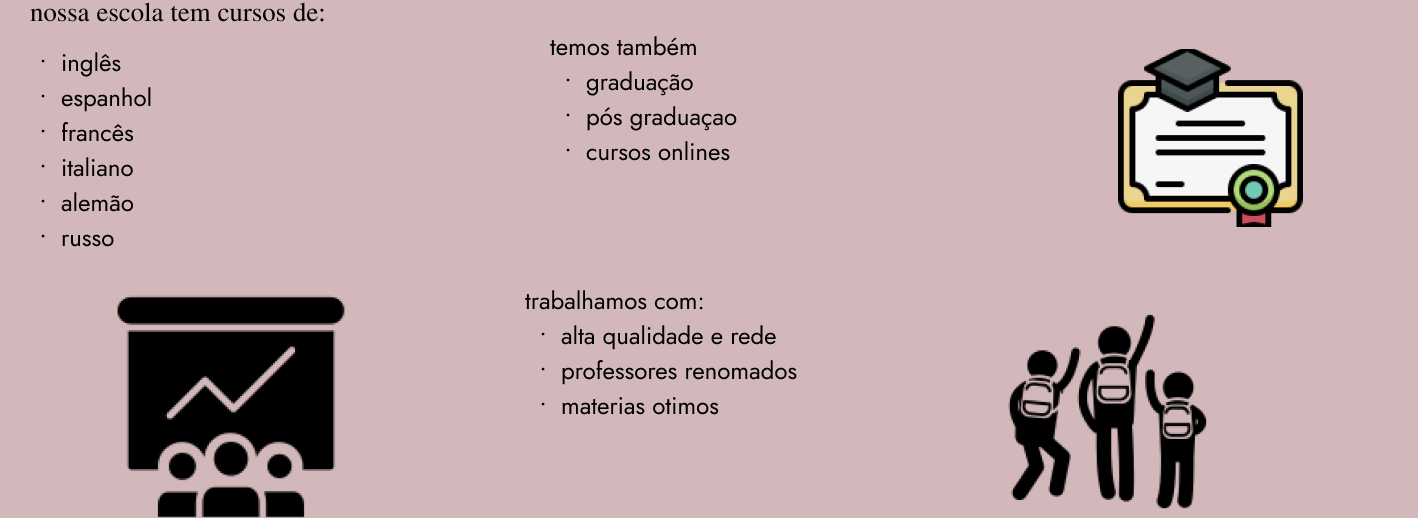 nossa escola tem cursos de:
· inglês
· espanhol
· francês
· italiano
· alemão
· russo
temos também
· graduação
· pós graduaçao
· cursos onlines
trabalhamos com:
· alta qualidade e rede
· professores renomados
· materias otimos